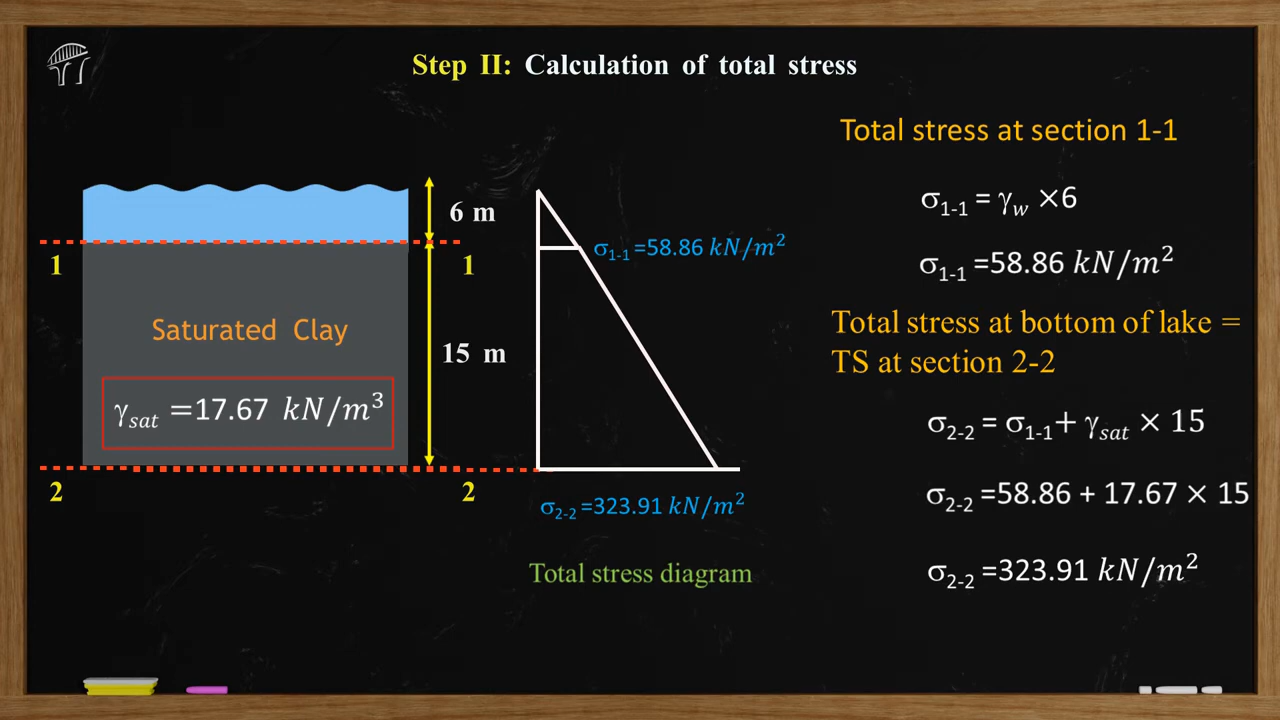 Step II: Calculation of total stress
Total stress at section 1-1
σ₁₋₁ = γ_w ×6
σ₁₋₁ =58.86 kN/m²
Total stress at bottom of lake =
TS at section 2-2
σ₂₋₂ = σ₁₋₁+ γ_sat × 15
σ₂₋₂ =58.86 + 17.67 × 15
σ₂₋₂ =323.91 kN/m²
6 m
1
1
σ₁₋₁=58.86 kN/m²
Saturated Clay
15 m
γ_sat =17.67 kN/m³
2
2
σ₂₋₂=323.91 kN/m²
Total stress diagram